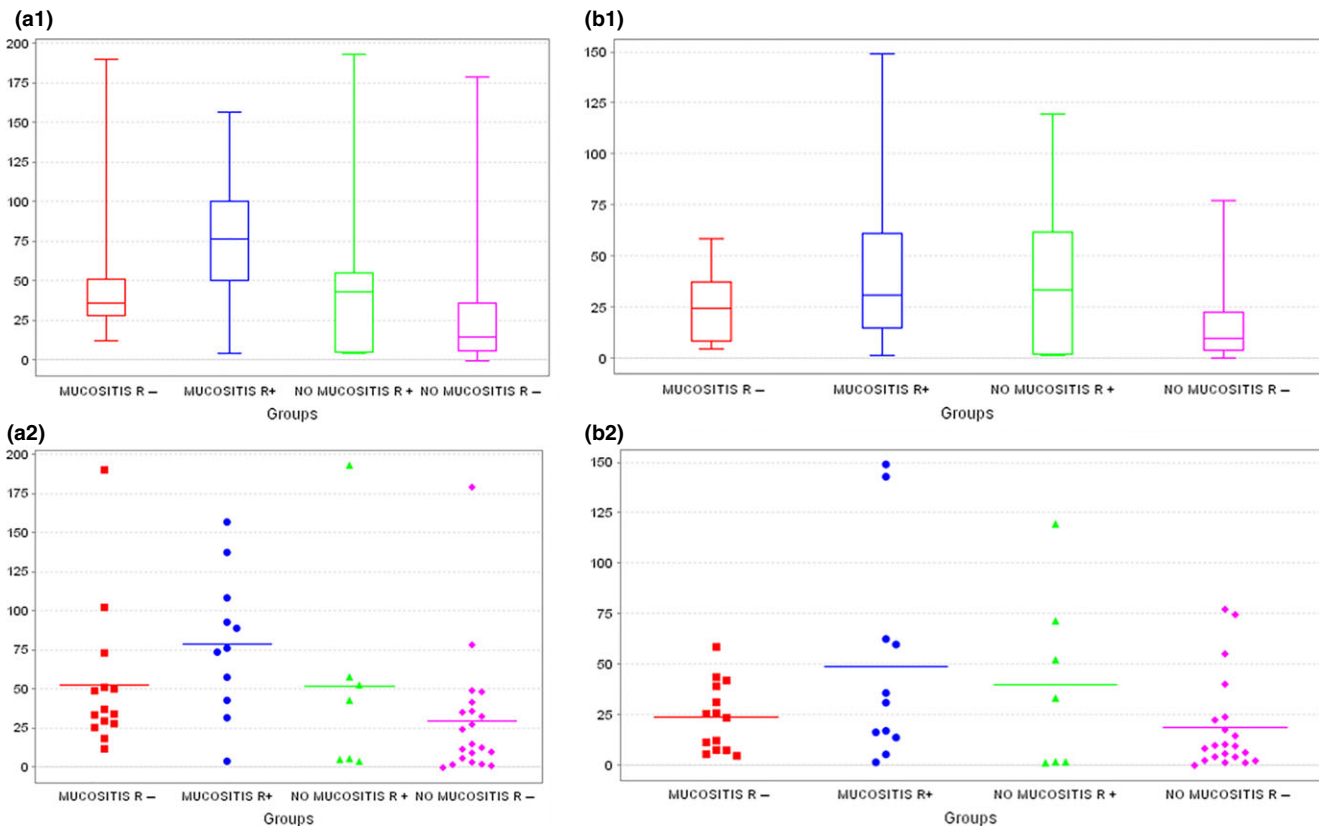 (a1)
200
175
150
125
100
75
50
25
0
MUCOSITIS R – MUCOSITIS R+ NO MUCOSITIS R + NO MUCOSITIS R –
Groups
(b1)
150
125
100
75
50
25
0
MUCOSITIS R – MUCOSITIS R+ NO MUCOSITIS R + NO MUCOSITIS R –
Groups
(a2)
200
175
150
125
100
75
50
25
0
MUCOSITIS R – MUCOSITIS R+ NO MUCOSITIS R + NO MUCOSITIS R –
Groups
(b2)
150
125
100
75
50
25
0
MUCOSITIS R – MUCOSITIS R+ NO MUCOSITIS R + NO MUCOSITIS R –
Groups